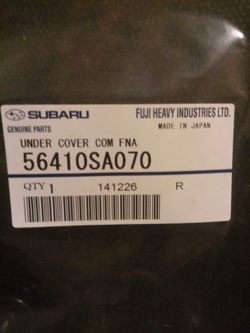 SUBARU
FUJI HEAVY INDUSTRIES LTD.
GENUINE PARTS
MADE IN JAPAN
UNDER COVER COM FNA
56410SA070
QTY 1 141226 R